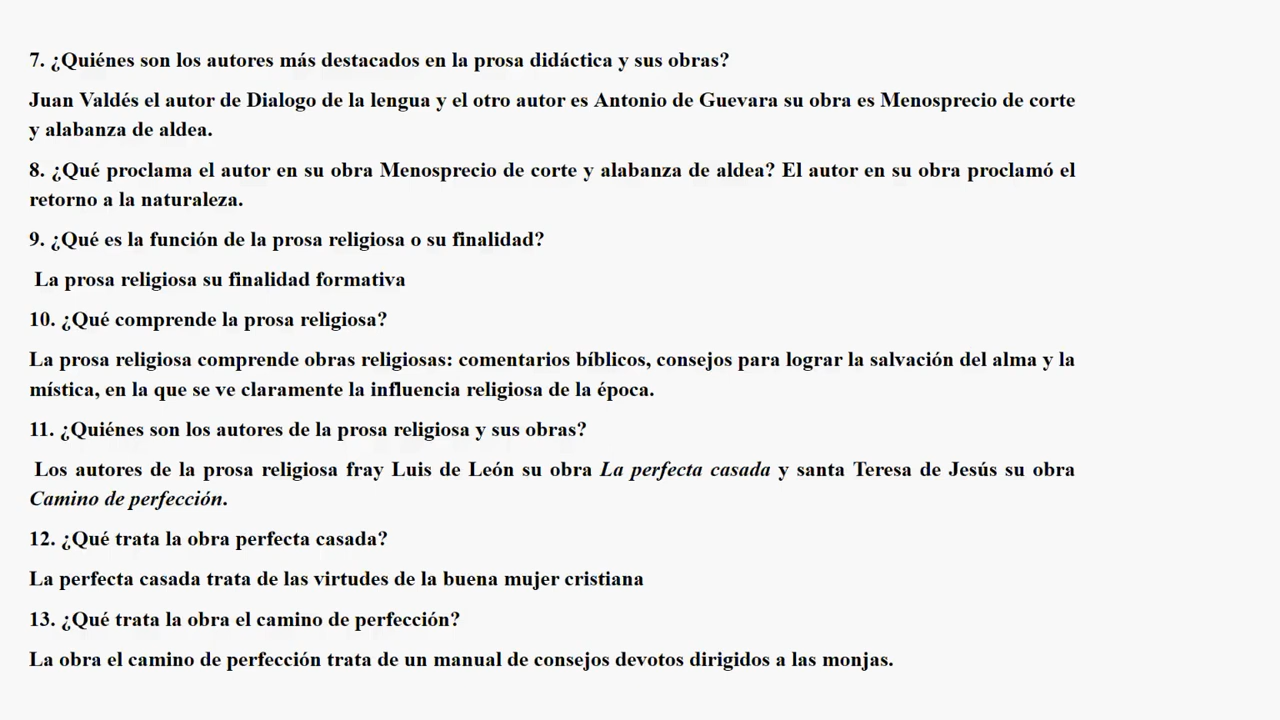 7. ¿Quiénes son los autores más destacados en la prosa didáctica y sus obras?
Juan Valdés el autor de Dialogo de la lengua y el otro autor es Antonio de Guevara su obra es Menosprecio de corte
y alabanza de aldea.
8. ¿Qué proclama el autor en su obra Menosprecio de corte y alabanza de aldea? El autor en su obra proclamó el
retorno a la naturaleza.
9. ¿Qué es la función de la prosa religiosa o su finalidad?
La prosa religiosa su finalidad formativa
10. ¿Qué comprende la prosa religiosa?
La prosa religiosa comprende obras religiosas: comentarios bíblicos, consejos para lograr la salvación del alma y la
mística, en la que se ve claramente la influencia religiosa de la época.
11. ¿Quiénes son los autores de la prosa religiosa y sus obras?
Los autores de la prosa religiosa fray Luis de León su obra La perfecta casada y santa Teresa de Jesús su obra
Camino de perfección.
12. ¿Qué trata la obra perfecta casada?
La perfecta casada trata de las virtudes de la buena mujer cristiana
13. ¿Qué trata la obra el camino de perfección?
La obra el camino de perfección trata de un manual de consejos devotos dirigidos a las monjas.